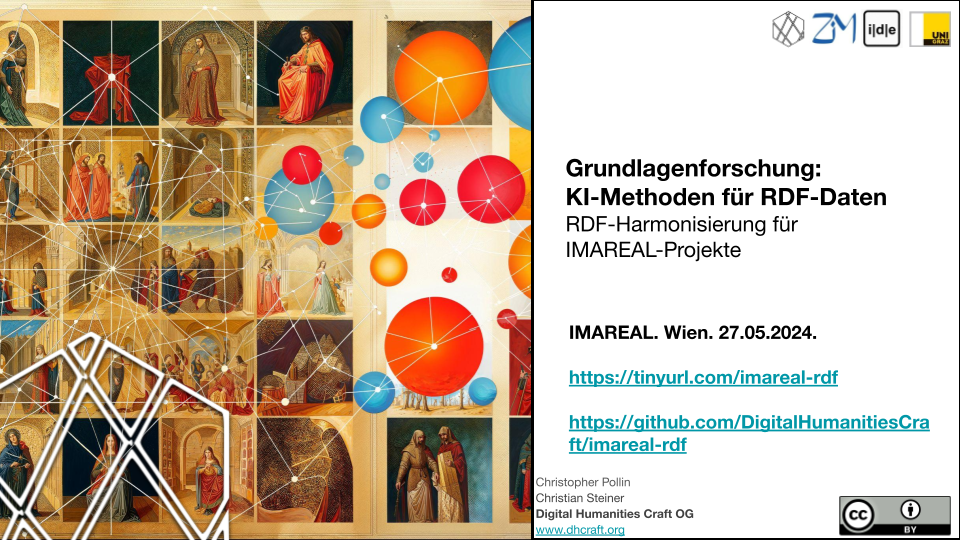 ZIM
i|d|e
UNI
GRAZ
Grundlagenforschung:
KI-Methoden für RDF-Daten
RDF-Harmonisierung für
IMAREAL-Projekte
IMAREAL. Wien. 27.05.2024.
https://tinyurl.com/imareal-rdf
https://github.com/DigitalHumanitiesCra
ft/imareal-rdf
Christopher Pollin
Christian Steiner
Digital Humanities Craft OG
www.dhcraft.org
cc
BY